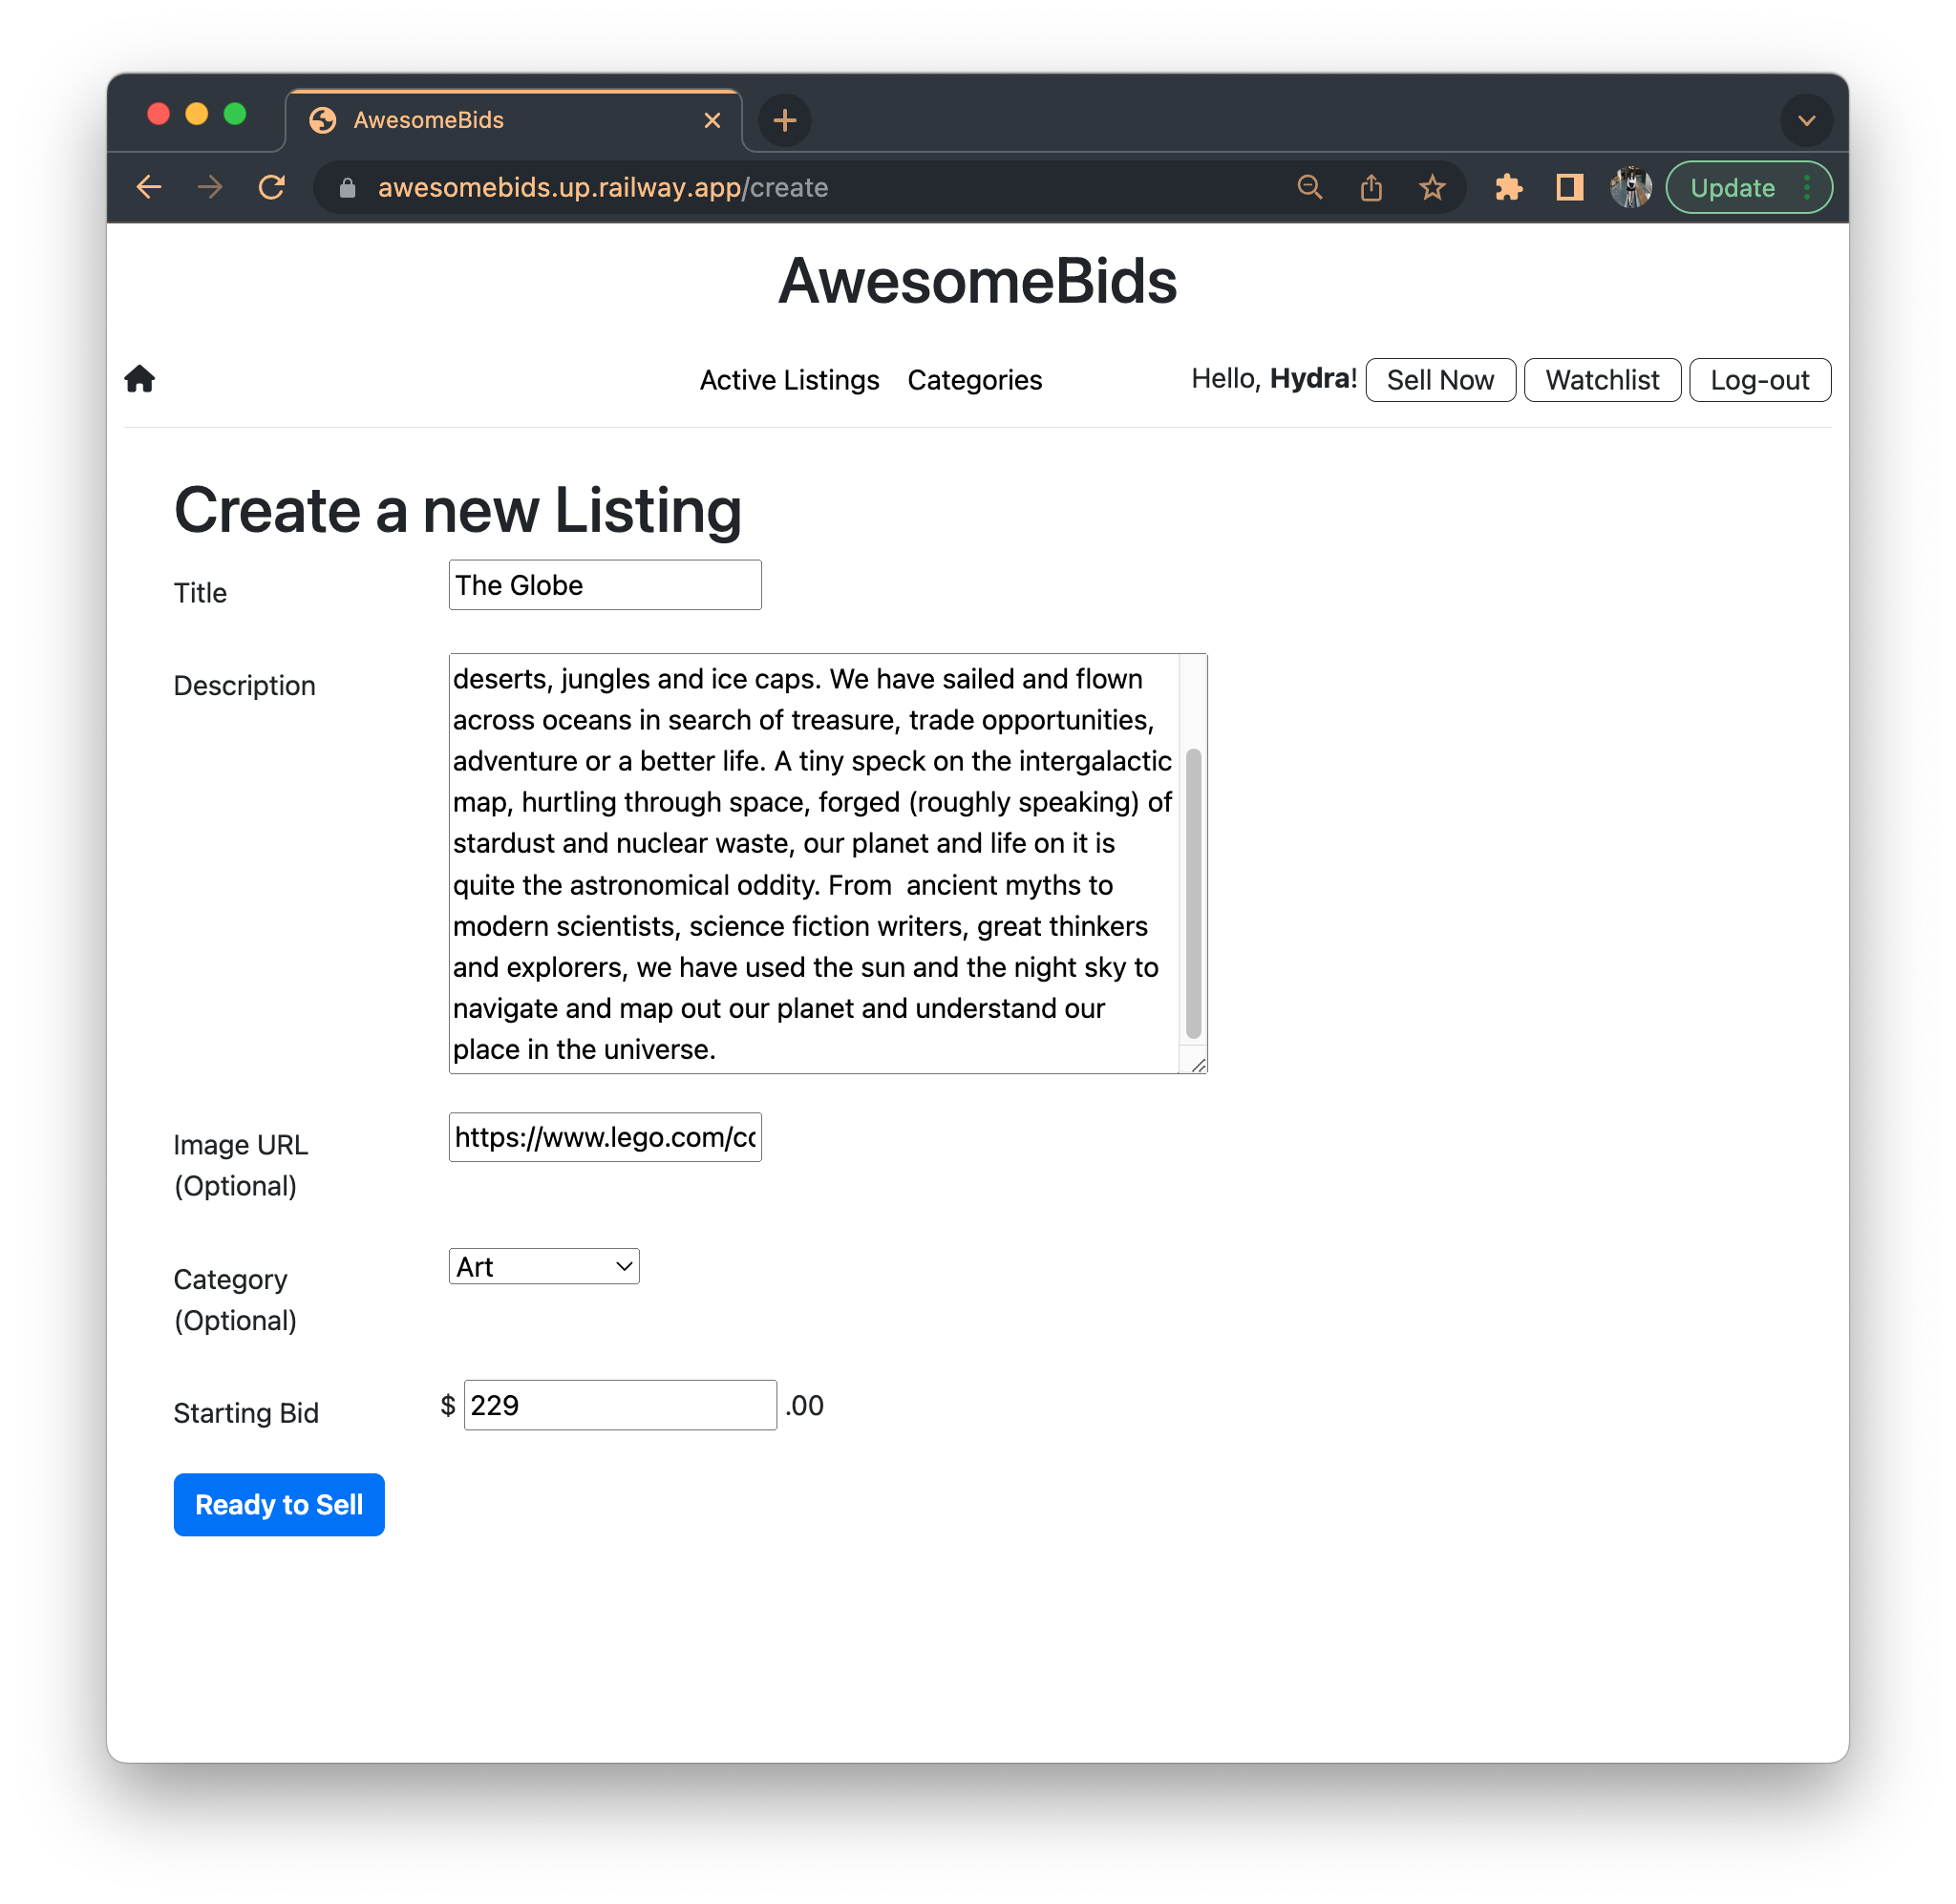 AwesomeBids
awesomebids.up.railway.app/create
Update
AwesomeBids
Active Listings Categories Hello, Hydra! Sell Now Watchlist Log-out
Create a new Listing
Title The Globe
Description
deserts, jungles and ice caps. We have sailed and flown
across oceans in search of treasure, trade opportunities,
adventure or a better life. A tiny speck on the intergalactic
map, hurtling through space, forged (roughly speaking) of
stardust and nuclear waste, our planet and life on it is
quite the astronomical oddity. From  ancient myths to
modern scientists, science fiction writers, great thinkers
and explorers, we have used the sun and the night sky to
navigate and map out our planet and understand our
place in the universe.
Image URL https://www.lego.com/cc
(Optional)
Category Art
(Optional)
Starting Bid $ 229 .00
Ready to Sell